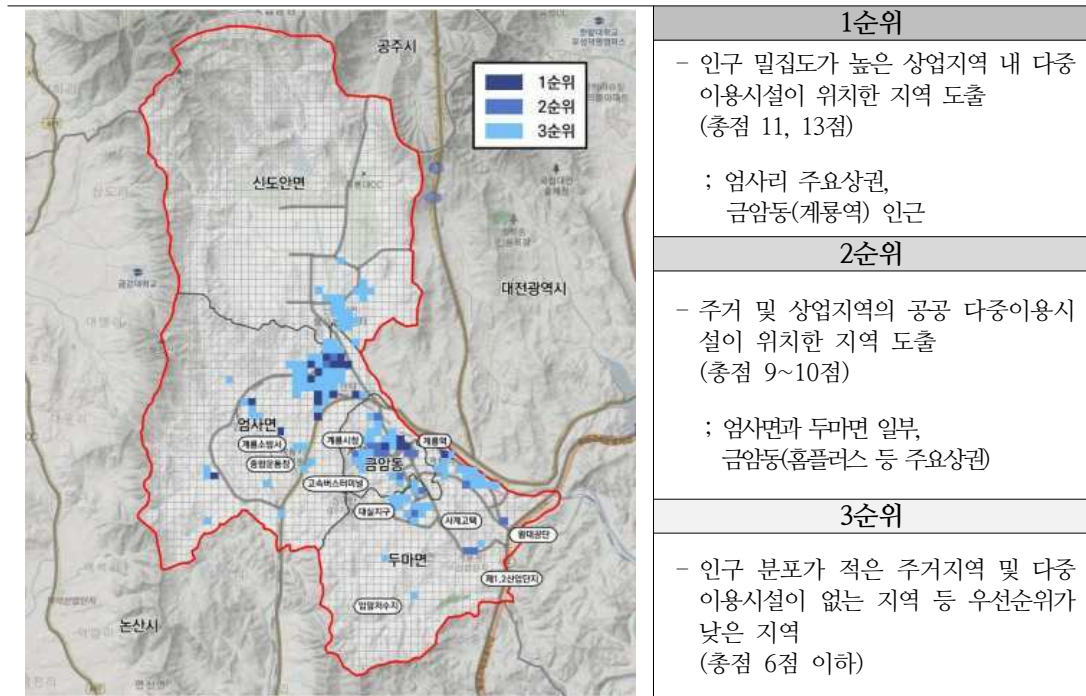 공주시
1순위
2순위
3순위
신도안면
대전광역시
엄사면
계룡소방서
종합운동장
계룡시청
계룡역
금암동
고속버스터미널
대실지구
사계고택
왕대공단
두마면
제1,2산업단지
입암저수지
논산시
1순위
- 인구 밀집도가 높은 상업지역 내 다중
이용시설이 위치한 지역 도출
(총점 11, 13점)
; 엄사리 주요상권,
금암동(계룡역) 인근
2순위
- 주거 및 상업지역의 공공 다중이용시
설이 위치한 지역 도출
(총점 9~10점)
; 엄사면과 두마면 일부,
금암동(홈플러스 등 주요상권)
3순위
- 인구 분포가 적은 주거지역 및 다중
이용시설이 없는 지역 등 우선순위가
낮은 지역
(총점 6점 이하)